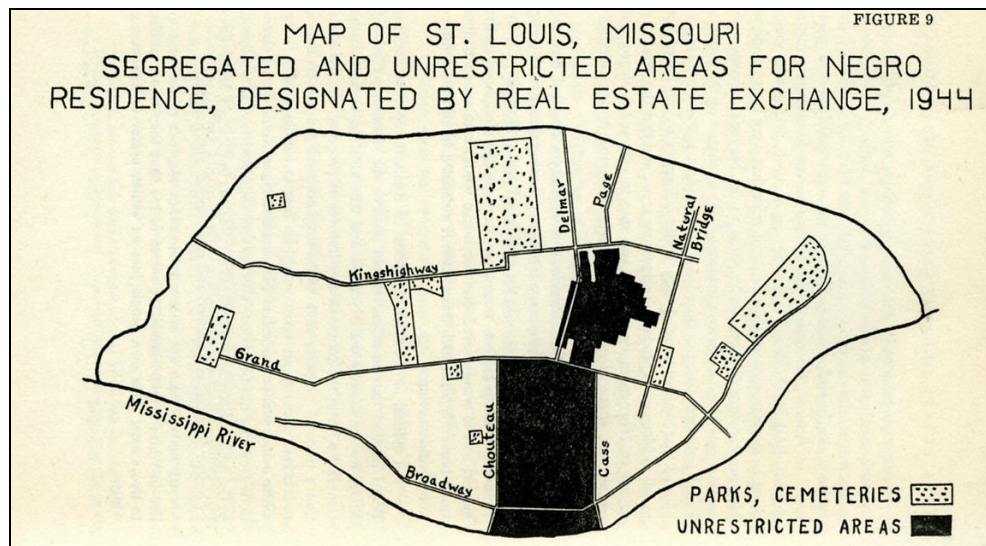 FIGURE 9
MAP OF ST. LOUIS, MISSOURI
SEGREGATED AND UNRESTRICTED AREAS FOR NEGRO
RESIDENCE, DESIGNATED BY REAL ESTATE EXCHANGE, 1944
Delmar
Page
Natural
Bridge
Kingshighway
Grand
Mississippi River
Chouteau
Cass
Broadway
PARKS, CEMETERIES
UNRESTRICTED AREAS